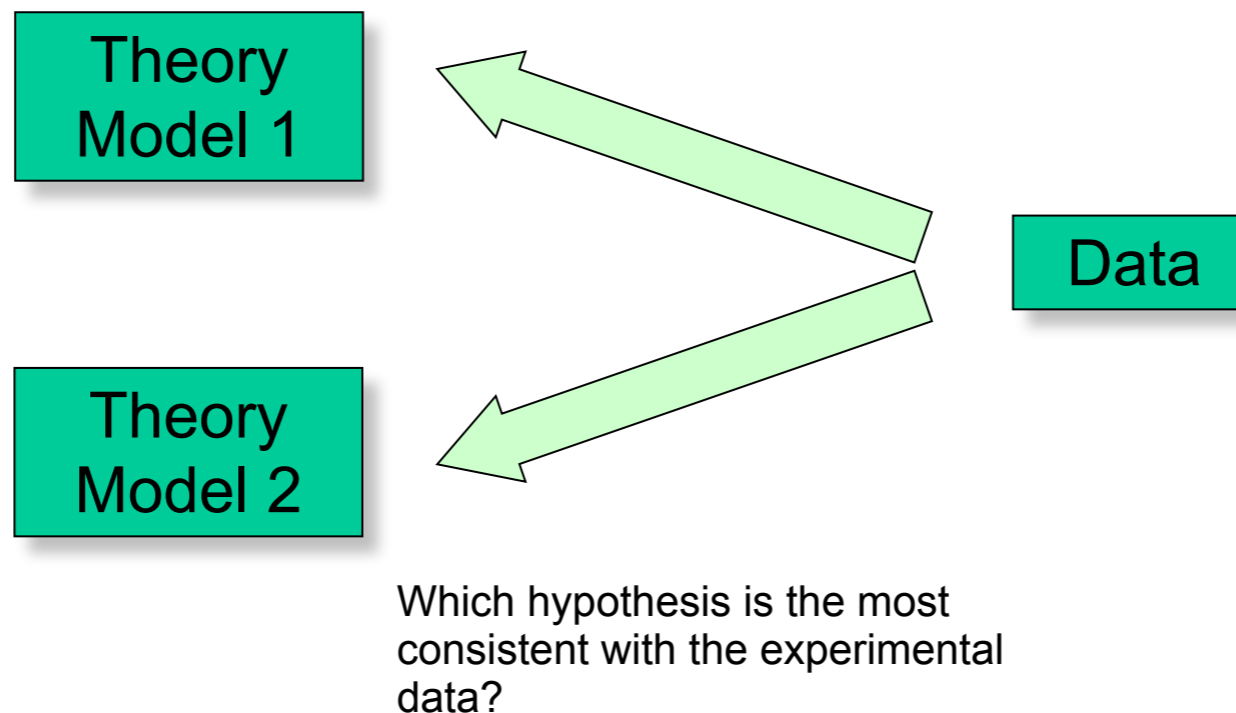 Theory
Model 1
Data
Theory
Model 2
Which hypothesis is the most
consistent with the experimental
data?